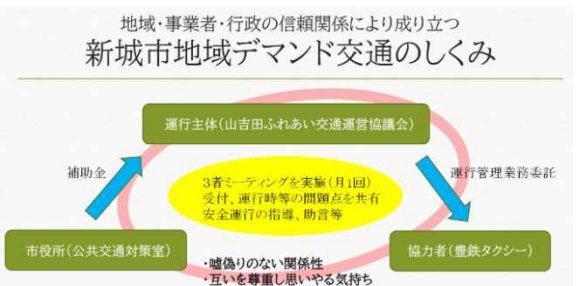 地域・事業者・行政の信頼関係により成り立つ
新城市地域デマンド交通のしくみ
運行主体(山吉田ふれあい交通運営協議会)
補助金
運行管理業務委託
3者ミーティングを実施(月1回)
受付、運行時等の問題点を共有
安全運行の指導、助言等
市役所(公共交通対策室)
協力者(豊鉄タクシー)
・嘘偽りのない関係性
・互いを尊重し思いやる気持ち